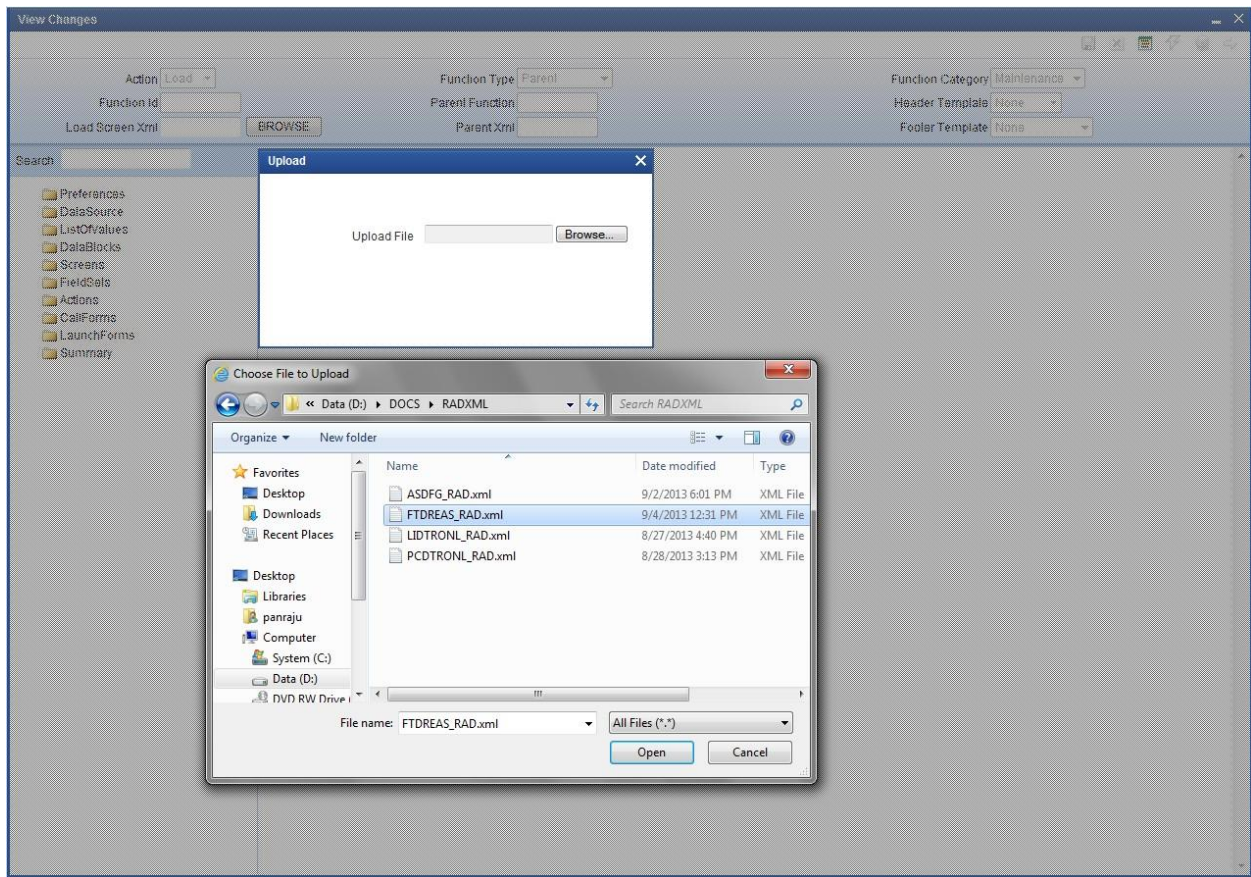 View Changes
Action Load Function Type Parent Function Category Maintenance
Function Id Parent Function Header Template None
Load Screen Xml BROWSE Parent Xml Footer Template None
Search
Preferences
DataSource
ListOfValues
DataBlocks
Screens
FieldSets
Actions
CallForms
LaunchForms
Summary
Upload
Upload File Browse...
Choose File to Upload
« Data (D:) DOCS RADXML Search RADXML
Organize New folder
Favorites
Desktop
Downloads
Recent Places
Desktop
Libraries
panraju
Computer
System (C:)
Data (D:)
DVD RW Drive (
Name Date modified Type
ASDFG_RAD.xml 9/2/2013 6:01 PM XML File
FTDREAS_RAD.xml 9/4/2013 12:31 PM XML File
LIDTRONL_RAD.xml 8/27/2013 4:40 PM XML File
PCDTRONL_RAD.xml 8/28/2013 3:13 PM XML File
File name: FTDREAS_RAD.xml All Files (*.*)
Open Cancel